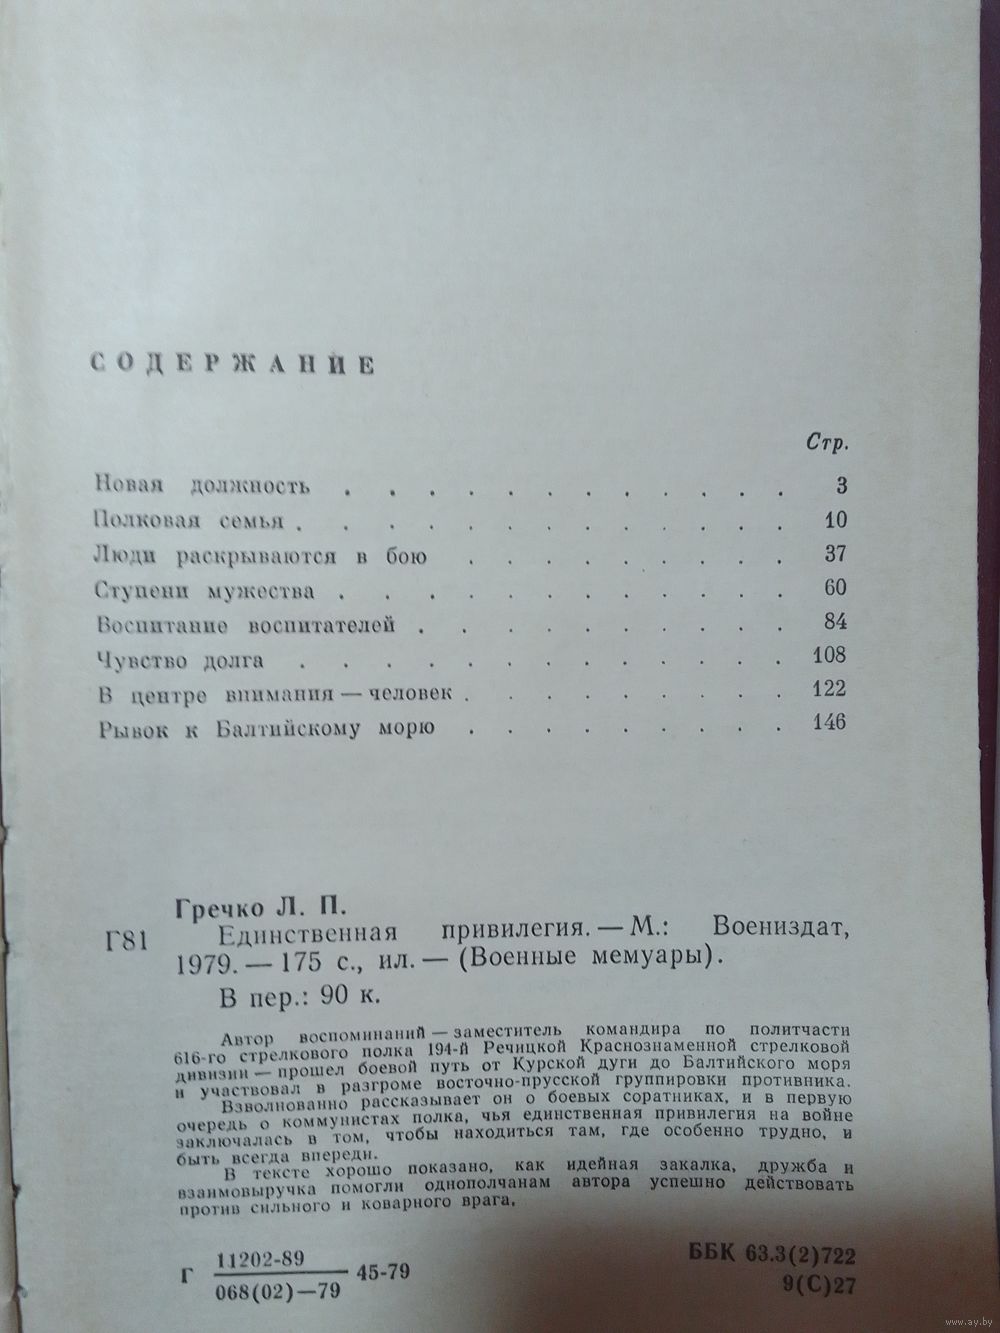 СОДЕРЖАНИЕ
Стр.
Новая должность . . . . . . . . . . . . 3
Полковая семья . . . . . . . . . . . . . 10
Люди раскрываются в бою . . . . . . . . . 37
Ступени мужества . . . . . . . . . . . . 60
Воспитание воспитателей . . . . . . . . . . 84
Чувство долга . . . . . . . . . . . . . 108
В центре внимания — человек . . . . . . . . . 122
Рывок к Балтийскому морю . . . . . . . . . 146
Гречко Л. П.
Г81 Единственная привилегия. — М.: Воениздат,
1979. — 175 с., ил. — (Военные мемуары).
В пер.: 90 к.
Автор воспоминаний — заместитель командира по политчасти
616-го стрелкового полка 194-й Речицкой Краснознаменной стрелковой
дивизии — прошел боевой путь от Курской дуги до Балтийского моря
и участвовал в разгроме восточно-прусской группировки противника.
Взволнованно рассказывает он о боевых соратниках, и в первую
очередь о коммунистах полка, чья единственная привилегия на войне
заключалась в том, чтобы находиться там, где особенно трудно, и
быть всегда впереди.
В тексте хорошо показано, как идейная закалка, дружба и
взаимовыручка помогли однополчанам автора успешно действовать
против сильного и коварного врага.
Г 11202-89 45-79
068(02)—79
ББК 63.3(2)722
9(С)27
www.ay.by